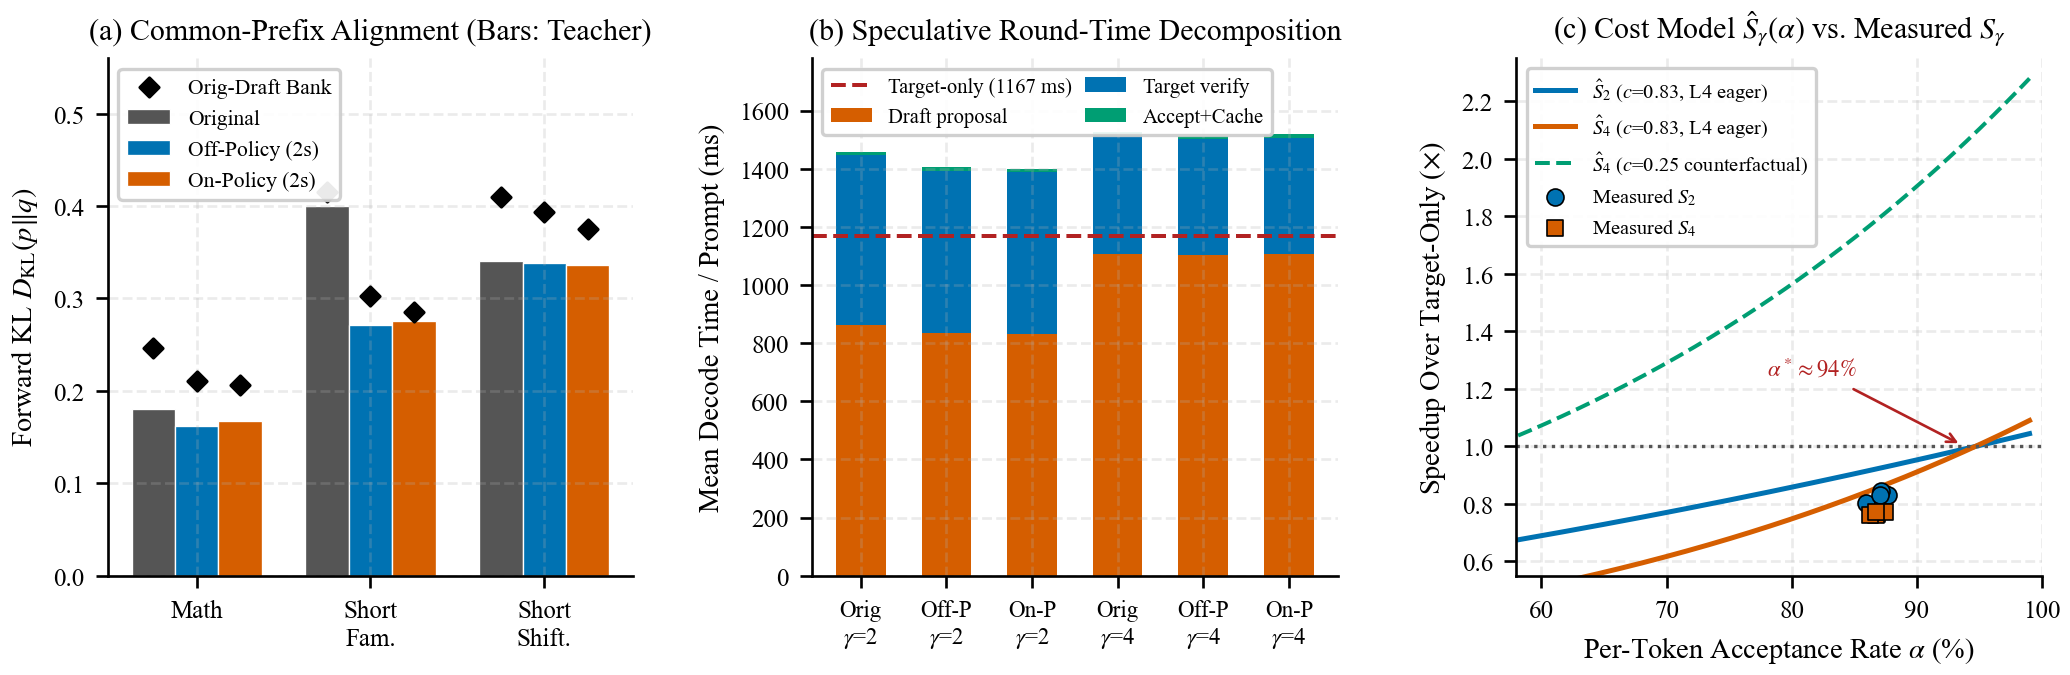 (a) Common-Prefix Alignment (Bars: Teacher)
Forward KL D_KL(p||q)
0.5
0.4
0.3
0.2
0.1
0.0
Orig-Draft Bank
Original
Off-Policy (2s)
On-Policy (2s)
Math
Short
Fam.
Short
Shift.
(b) Speculative Round-Time Decomposition
Mean Decode Time / Prompt (ms)
1600
1400
1200
1000
800
600
400
200
0
Target-only (1167 ms)
Draft proposal
Target verify
Accept+Cache
Orig
γ=2
Off-P
γ=2
On-P
γ=2
Orig
γ=4
Off-P
γ=4
On-P
γ=4
(c) Cost Model Ŝ_γ(α) vs. Measured S_γ
Speedup Over Target-Only (×)
2.2
2.0
1.8
1.6
1.4
1.2
1.0
0.8
0.6
Ŝ₂ (c=0.83, L4 eager)
Ŝ₄ (c=0.83, L4 eager)
Ŝ₄ (c=0.25 counterfactual)
Measured S₂
Measured S₄
α* ≈ 94%
60
70
80
90
100
Per-Token Acceptance Rate α (%)